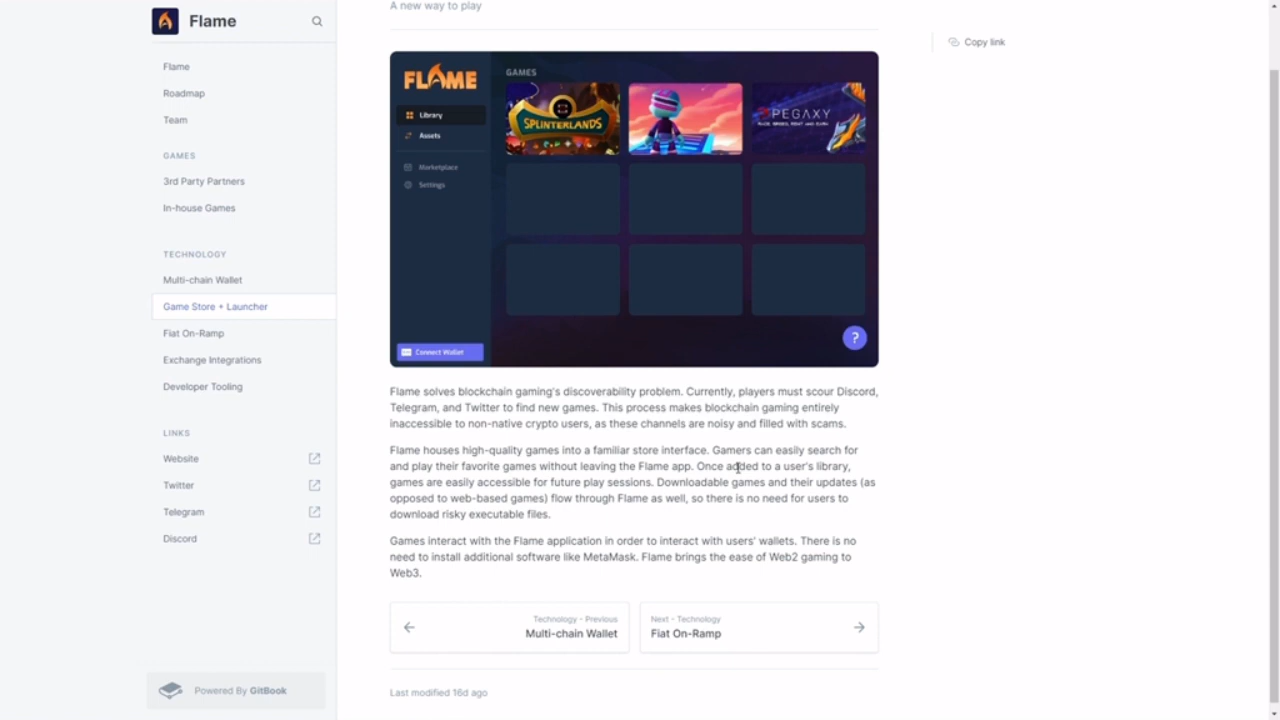 Flame
Flame
Roadmap
Team
GAMES
3rd Party Partners
In-house Games
TECHNOLOGY
Multi-chain Wallet
Game Store + Launcher
Fiat On-Ramp
Exchange Integrations
Developer Tooling
LINKS
Website
Twitter
Telegram
Discord
Powered By GitBook
A new way to play
FLAME
Library
Assets
Marketplace
Settings
Connect Wallet
GAMES
SPLINTERLANDS
PEGAXY
?
Flame solves blockchain gaming's discoverability problem. Currently, players must scour Discord,
Telegram, and Twitter to find new games. This process makes blockchain gaming entirely
inaccessible to non-native crypto users, as these channels are noisy and filled with scams.
Flame houses high-quality games into a familiar store interface. Gamers can easily search for
and play their favorite games without leaving the Flame app. Once added to a user's library,
games are easily accessible for future play sessions. Downloadable games and their updates (as
opposed to web-based games) flow through Flame as well, so there is no need for users to
download risky executable files.
Games interact with the Flame application in order to interact with users' wallets. There is no
need to install additional software like MetaMask. Flame brings the ease of Web2 gaming to
Web3.
Technology - Previous
Multi-chain Wallet
Next - Technology
Fiat On-Ramp
Last modified 16d ago
Copy link